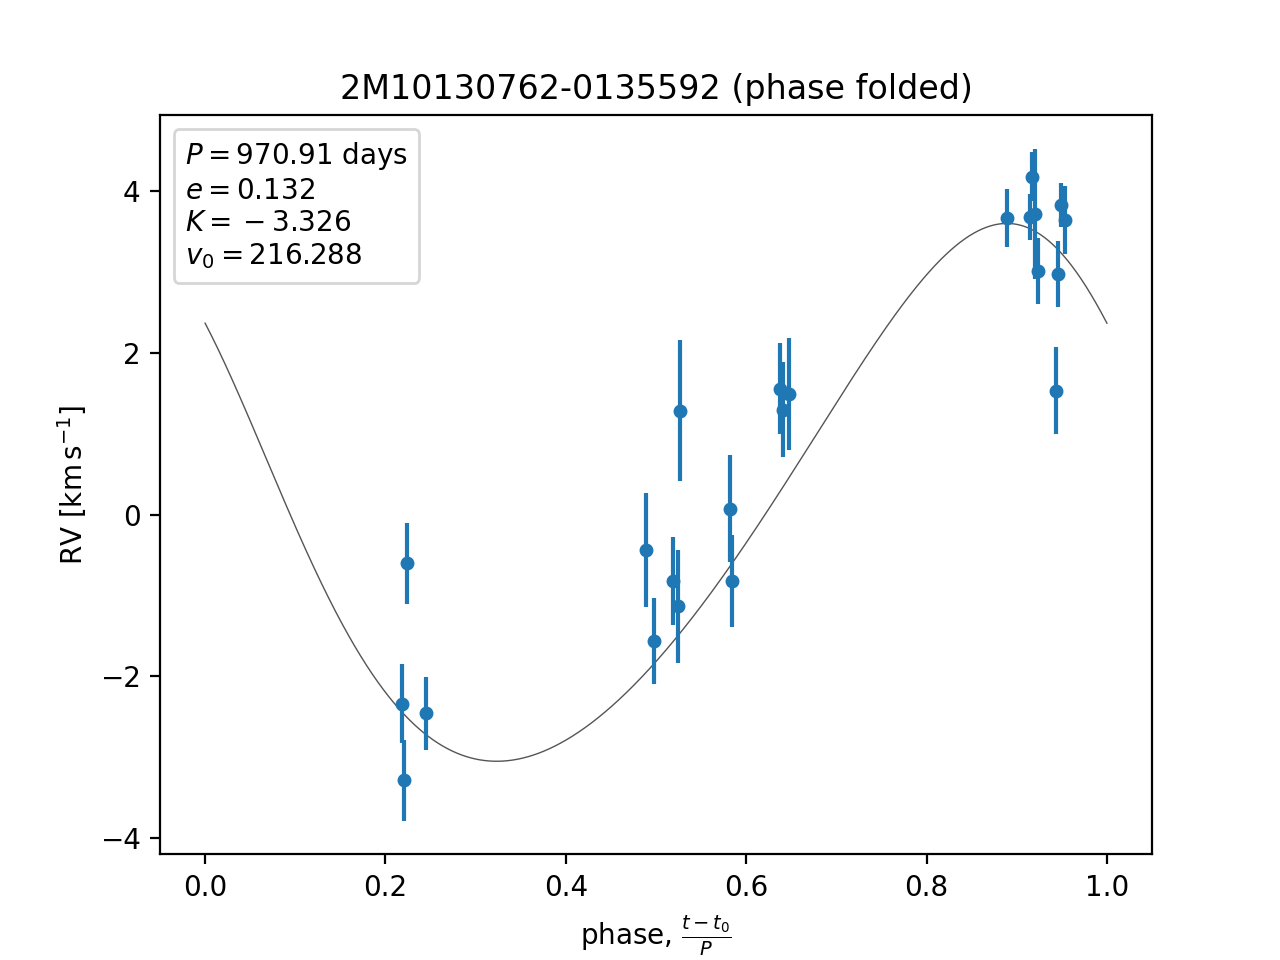 2M10130762-0135592 (phase folded)
P = 970.91 days
e = 0.132
K = −3.326
v₀ = 216.288
4
2
0
−2
−4
RV [km s⁻¹]
0.0 0.2 0.4 0.6 0.8 1.0
phase, (t − t₀)/P